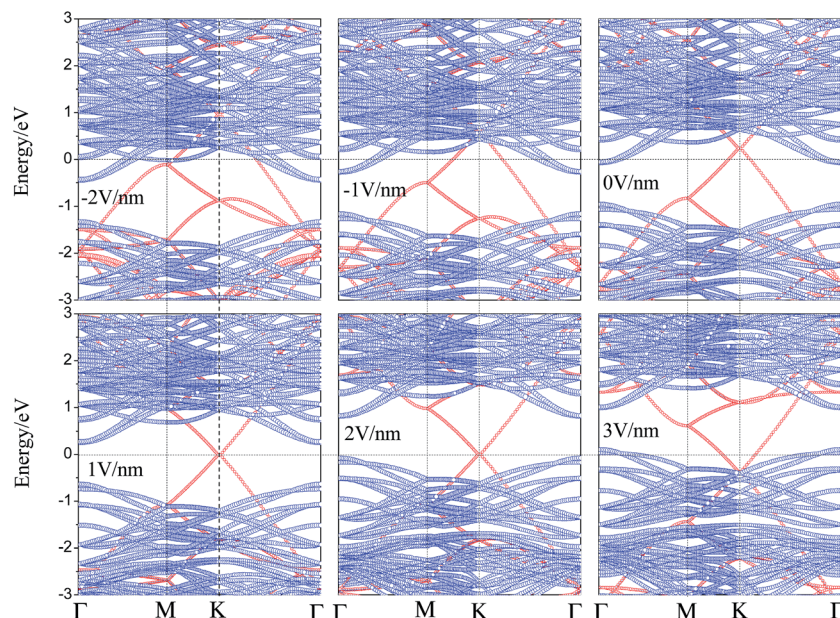 3
2
1
0
-1
-2
-3
Energy/eV
-2V/nm
-1V/nm
0V/nm
3
2
1
0
-1
-2
-3
Energy/eV
1V/nm
2V/nm
3V/nm
Γ M K Γ Γ M K Γ Γ M K Γ